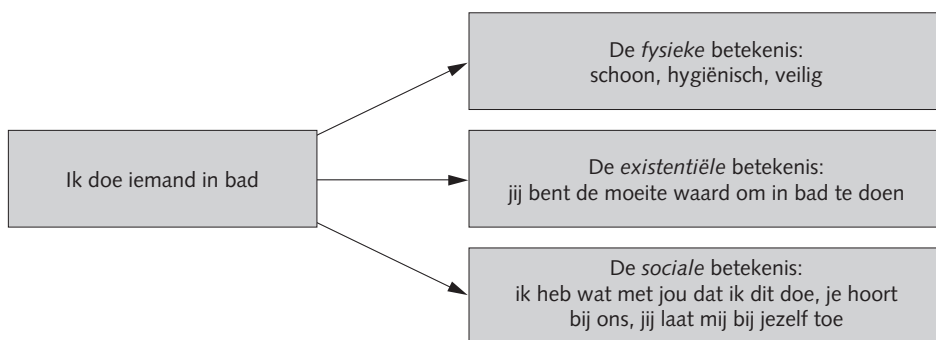 De fysieke betekenis:
schoon, hygiënisch, veilig
Ik doe iemand in bad
De existentiële betekenis:
jij bent de moeite waard om in bad te doen
De sociale betekenis:
ik heb wat met jou dat ik dit doe, je hoort
bij ons, jij laat mij bij jezelf toe